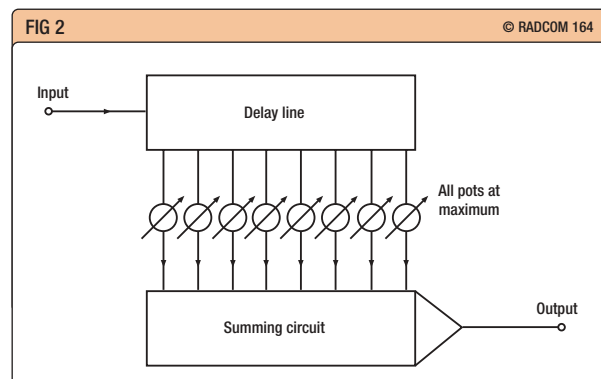 FIG 2
© RADCOM 164
Input
Delay line
All pots at
maximum
Output
Summing circuit